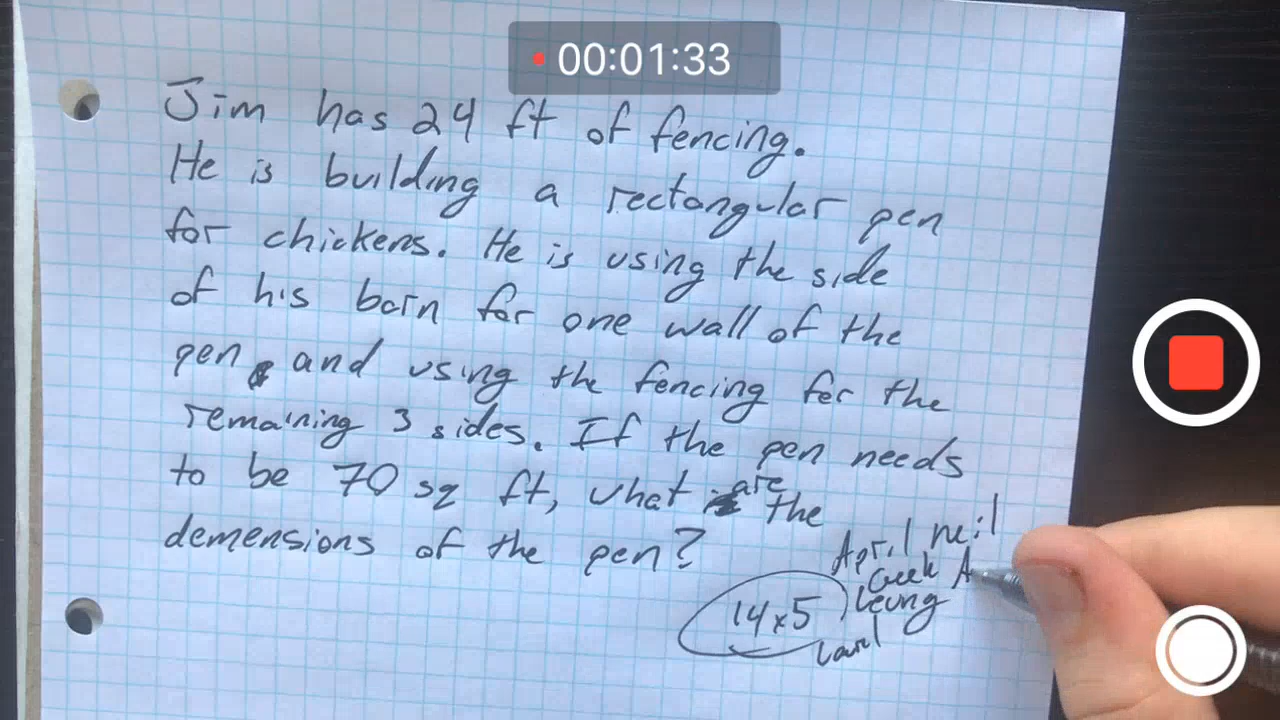 00:01:33
Jim has 24 ft of fencing.
He is building a rectangular pen
for chickens. He is using the side
of his barn for one wall of the
pen, and using the fencing for the
remaining 3 sides. If the pen needs
to be 70 sq ft, what are the
demensions of the pen?
April neil
Geek A
14x5 Leung
Laurl